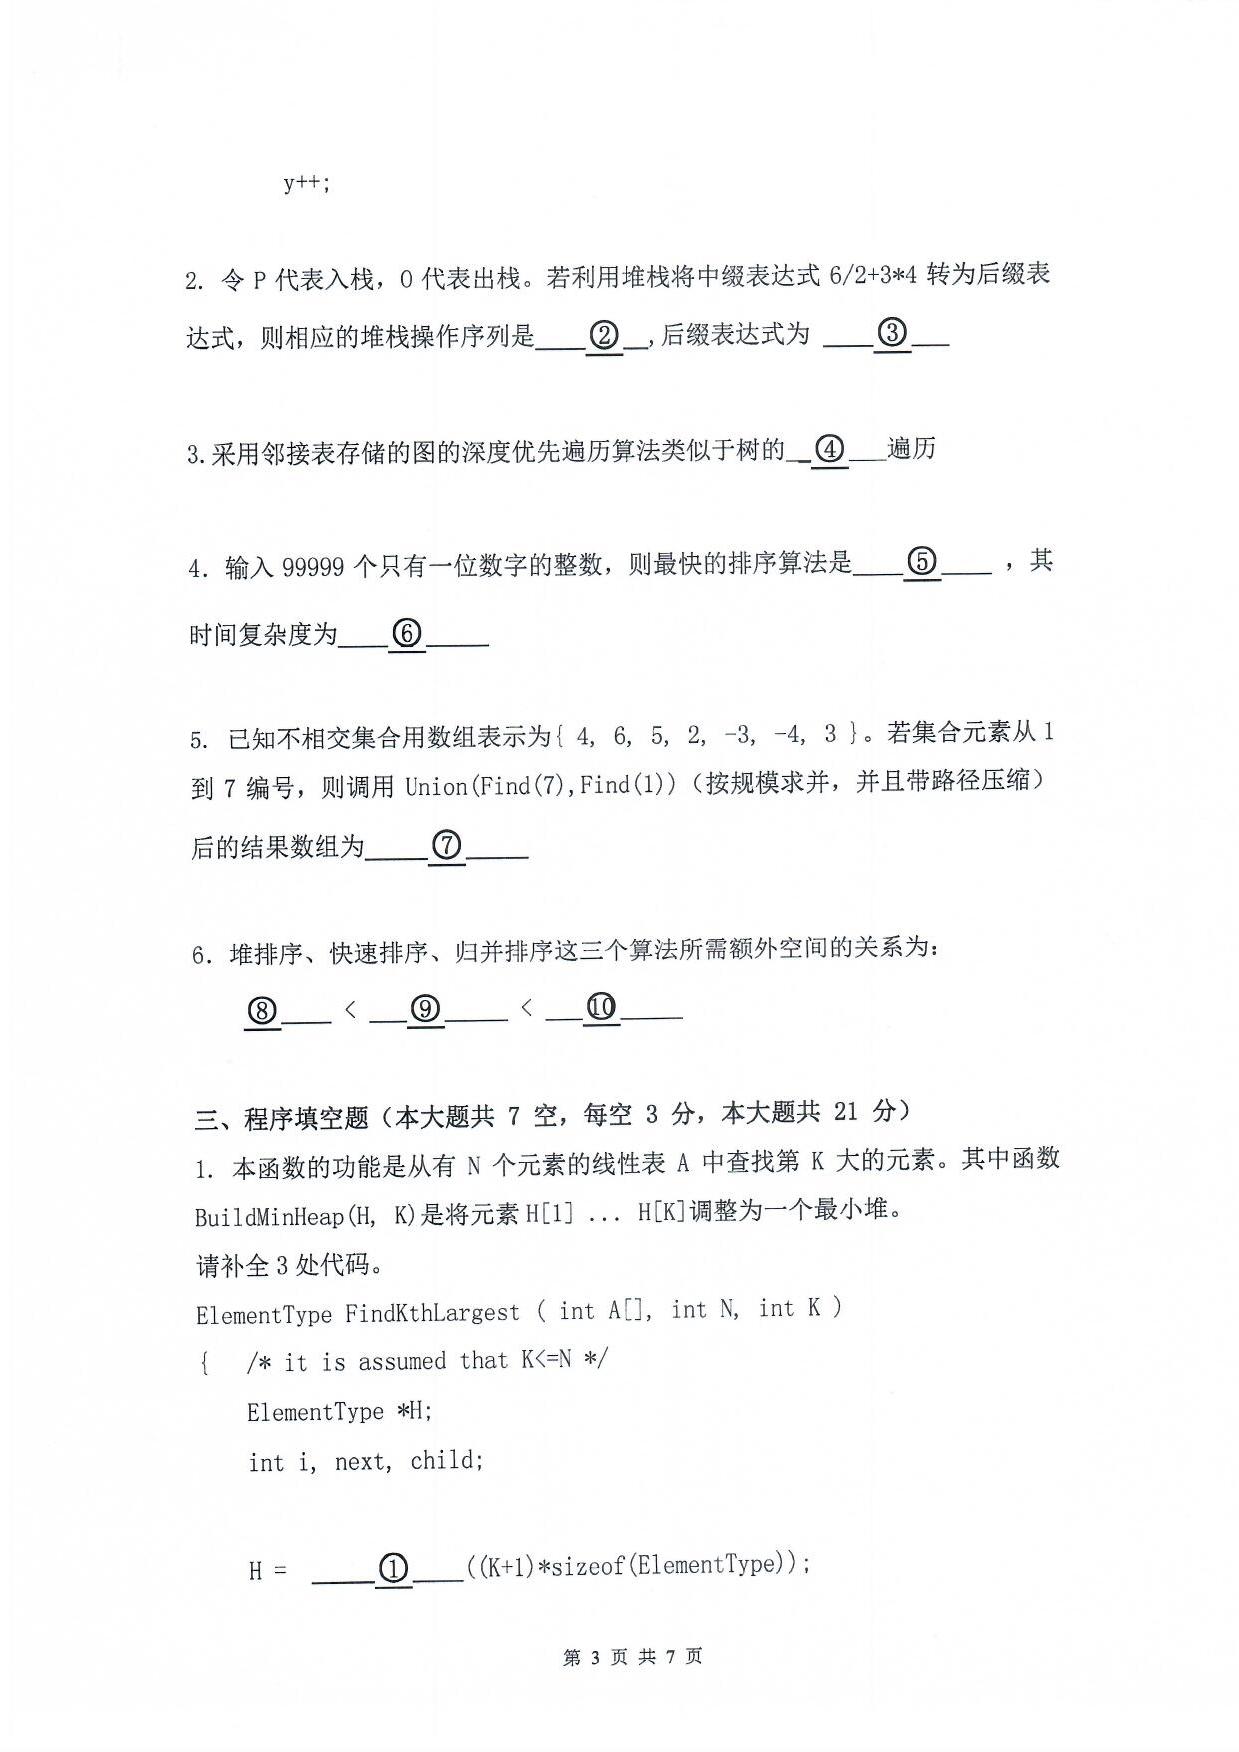 y++;
2. 令 P 代表入栈，O 代表出栈。若利用堆栈将中缀表达式 6/2+3*4 转为后缀表
达式，则相应的堆栈操作序列是____②__,后缀表达式为 ____③___
3.采用邻接表存储的图的深度优先遍历算法类似于树的__④___遍历
4. 输入 99999 个只有一位数字的整数，则最快的排序算法是____⑤____ ，其
时间复杂度为____⑥_____
5. 已知不相交集合用数组表示为{ 4, 6, 5, 2, -3, -4, 3 }。若集合元素从 1
到 7 编号，则调用 Union(Find(7),Find(1))（按规模求并，并且带路径压缩）
后的结果数组为_____⑦_____
6. 堆排序、快速排序、归并排序这三个算法所需额外空间的关系为：
⑧____ < ___⑨_____ < ___⑩_____
三、程序填空题（本大题共 7 空，每空 3 分，本大题共 21 分）
1. 本函数的功能是从有 N 个元素的线性表 A 中查找第 K 大的元素。其中函数
BuildMinHeap(H, K)是将元素 H[1] ... H[K]调整为一个最小堆。
请补全 3 处代码。
ElementType FindKthLargest ( int A[], int N, int K )
{ /* it is assumed that K<=N */
ElementType *H;
int i, next, child;
H = _____①____((K+1)*sizeof(ElementType));
第 3 页 共 7 页